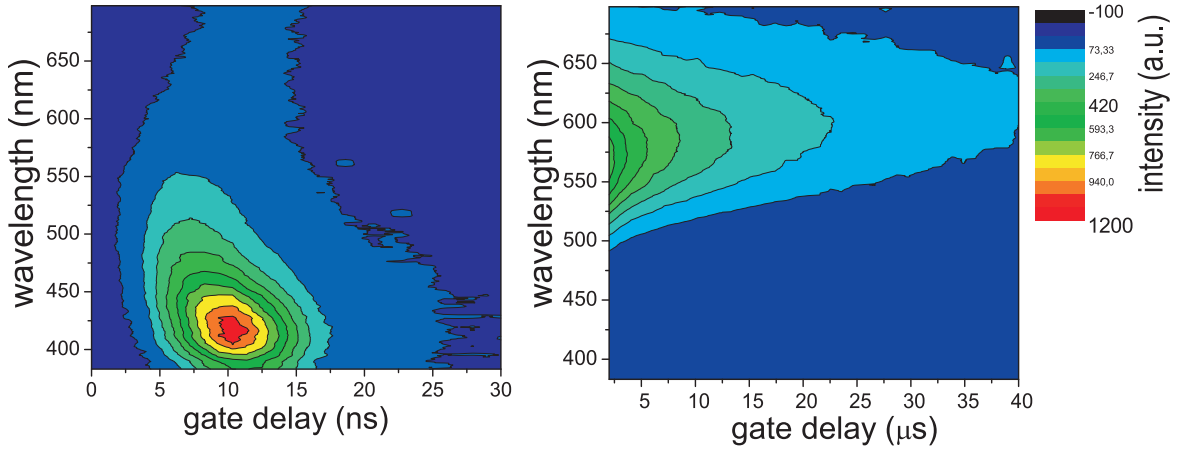 wavelength (nm)
650
600
550
500
450
400
0 5 10 15 20 25 30
gate delay (ns)
wavelength (nm)
650
600
550
500
450
400
5 10 15 20 25 30 35 40
gate delay (μs)
-100
73,33
246,7
420
593,3
766,7
940,0
1200
intensity (a.u.)